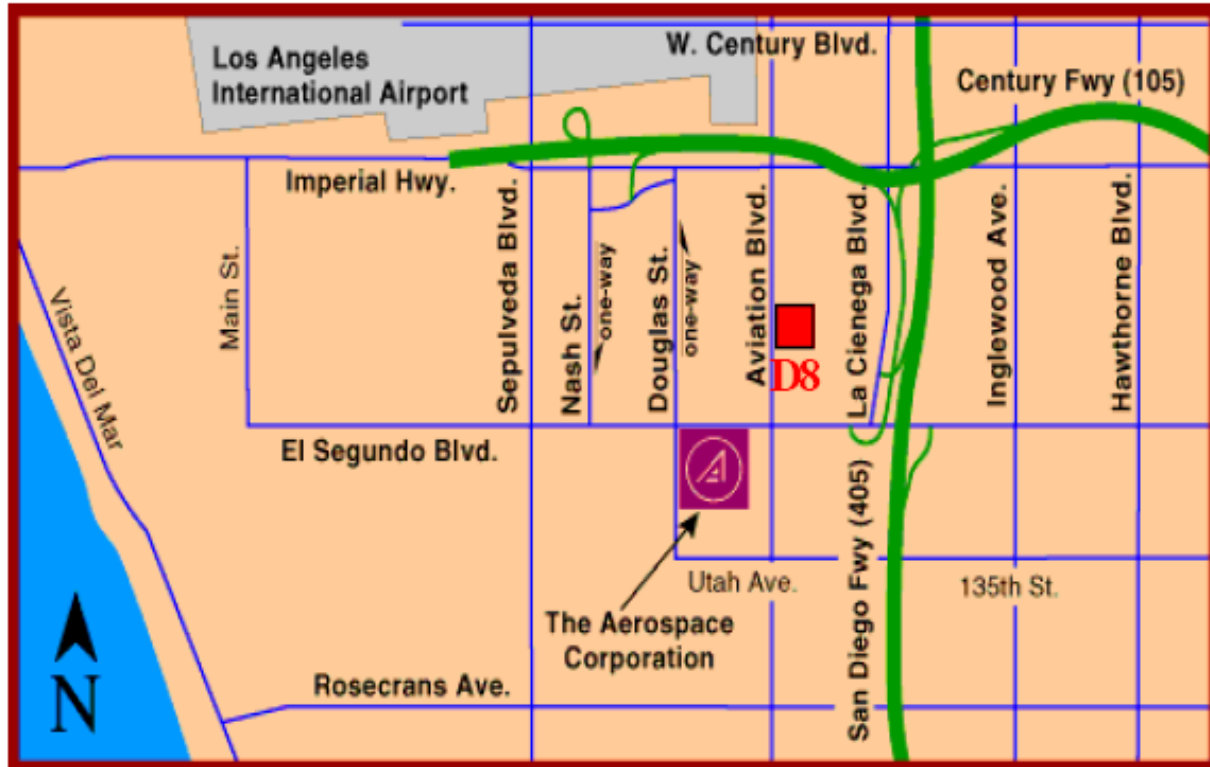 Los Angeles
International Airport
W. Century Blvd.
Century Fwy (105)
Imperial Hwy.
Vista Del Mar
Main St.
Sepulveda Blvd.
Nash St.
one-way
Douglas St.
one-way
Aviation Blvd.
D8
La Cienega Blvd.
Inglewood Ave.
Hawthorne Blvd.
El Segundo Blvd.
A
San Diego Fwy (405)
Utah Ave.
135th St.
The Aerospace
Corporation
Rosecrans Ave.
N